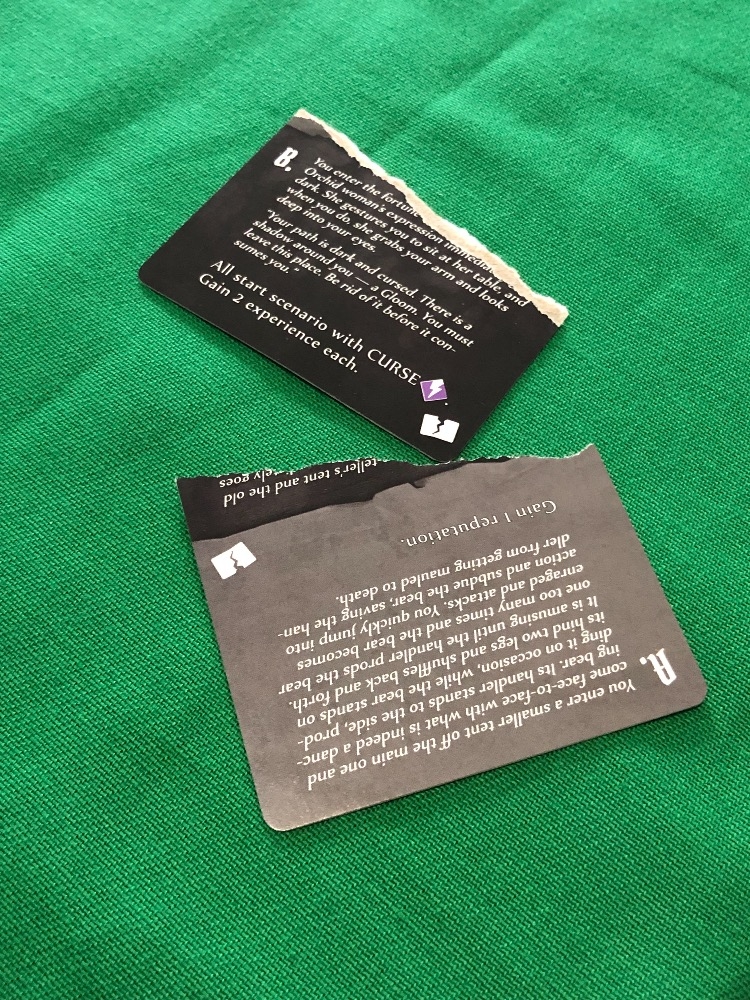 B.
You enter the fortune
Orchid woman's expression
dark. She gestures you to sit at her table, and
when you do, she grabs your arm and looks
deep into your eyes.
"Your path is dark and cursed. There is a
shadow around you — a Gloom. You must
leave this place. Be rid of it before it con-
sumes you."
All start scenario with CURSE
Gain 2 experience each.
A.
You enter a smaller tent off the main one and
come face-to-face with what is indeed a danc-
ing bear. Its handler stands to the side, prod-
ding it on occasion, while the bear stands on
its hind two legs and shuffles back and forth.
It is amusing until the handler prods the bear
one too many times and the bear becomes
enraged and attacks. You quickly jump into
action and subdue the bear, saving the han-
dler from getting mauled to death.
Gain 1 reputation.
teller's tent and the old
goes